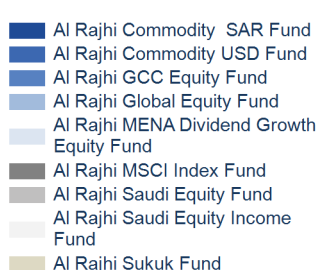 Al Rajhi Commodity SAR Fund
Al Rajhi Commodity USD Fund
Al Rajhi GCC Equity Fund
Al Rajhi Global Equity Fund
Al Rajhi MENA Dividend Growth
Equity Fund
Al Rajhi MSCI Index Fund
Al Rajhi Saudi Equity Fund
Al Rajhi Saudi Equity Income
Fund
Al Rajhi Sukuk Fund